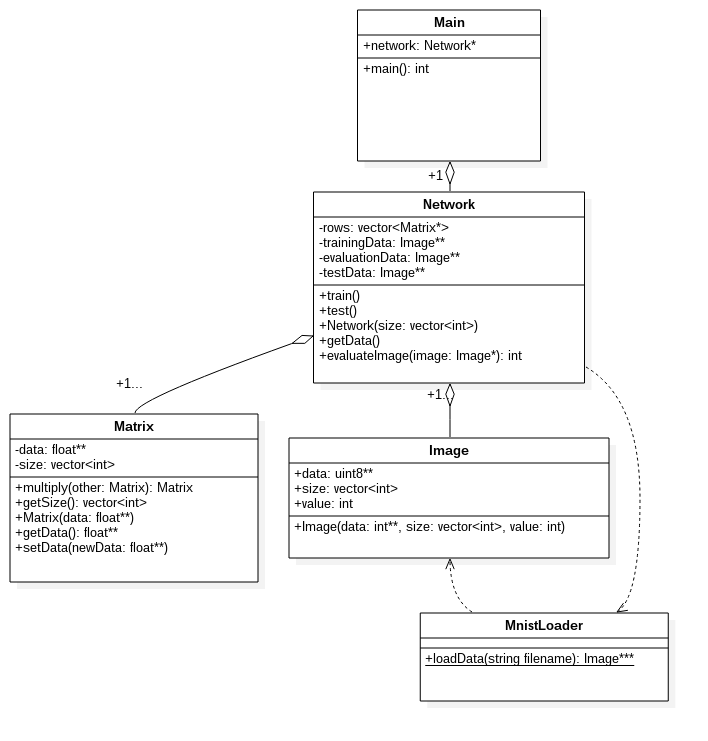 Main
+network: Network*
+main(): int
+1
Network
-rows: vector<Matrix*>
-trainingData: Image**
-evaluationData: Image**
-testData: Image**
+train()
+test()
+Network(size: vector<int>)
+getData()
+evaluateImage(image: Image*): int
+1...
+1.
Matrix
-data: float**
-size: vector<int>
+multiply(other: Matrix): Matrix
+getSize(): vector<int>
+Matrix(data: float**)
+getData(): float**
+setData(newData: float**)
Image
+data: uint8**
+size: vector<int>
+value: int
+Image(data: int**, size: vector<int>, value: int)
MnistLoader
+loadData(string filename): Image***